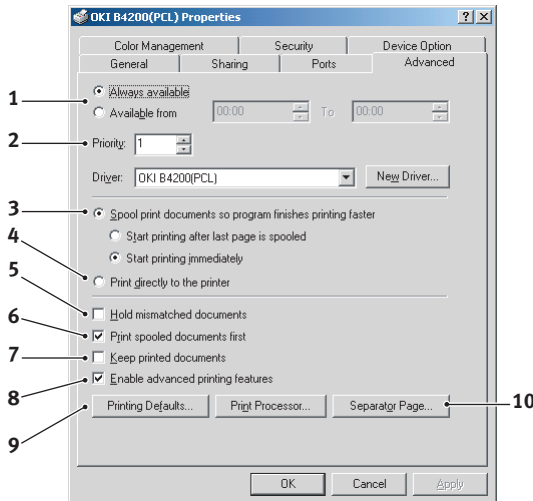 OKI B4200(PCL) Properties
Color Management Security Device Option
General Sharing Ports Advanced
1 Always available
Available from 00:00 To 00:00
2 Priority: 1
Driver: OKI B4200(PCL) New Driver...
3 Spool print documents so program finishes printing faster
Start printing after last page is spooled
4 Start printing immediately
Print directly to the printer
5 Hold mismatched documents
6 Print spooled documents first
7 Keep printed documents
8 Enable advanced printing features
9 Printing Defaults... Print Processor... Separator Page... 10
OK Cancel Apply